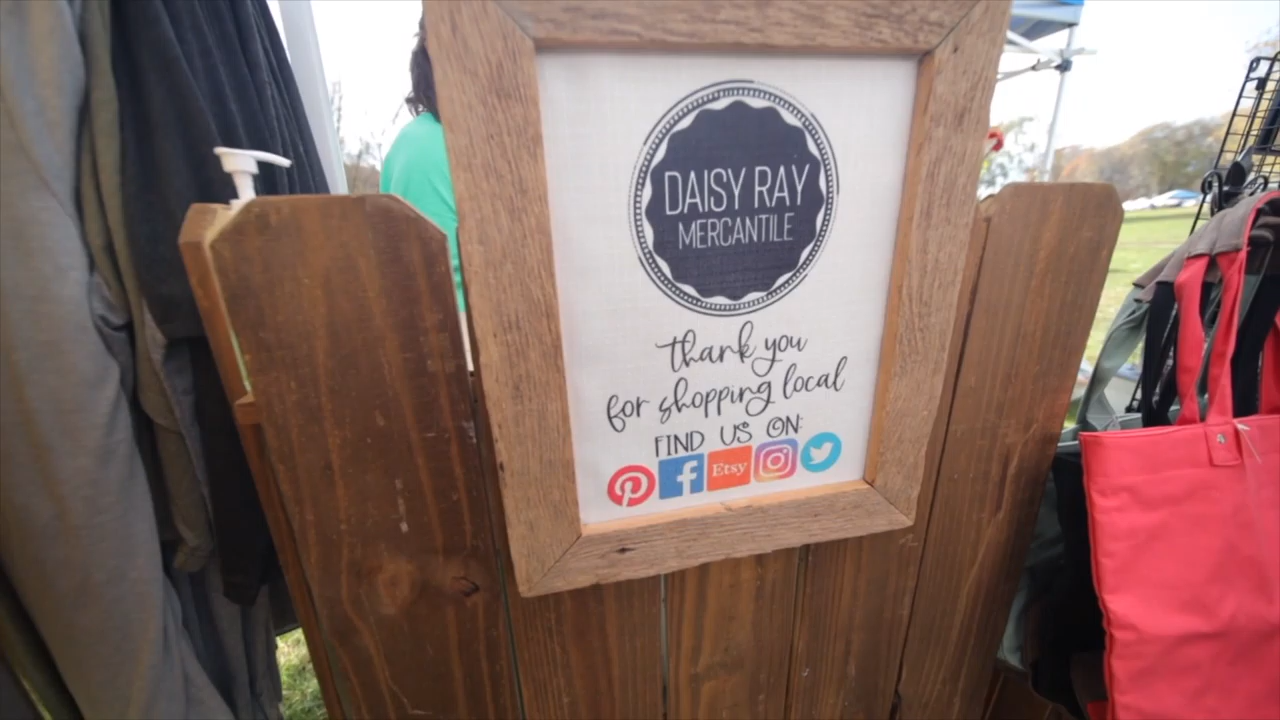 DAISY RAY
MERCANTILE
thank you
for shopping local
FIND US ON:
Etsy